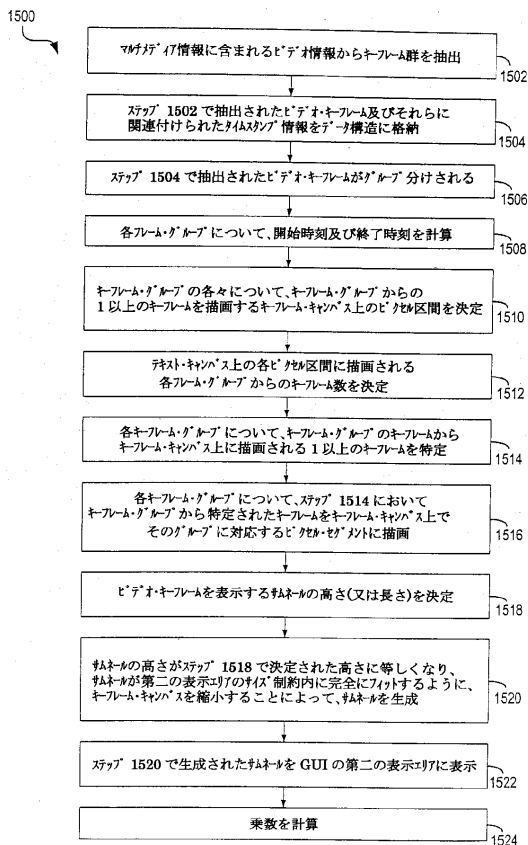 1500
マルチメディア情報に含まれるビデオ情報からキーフレーム群を抽出
1502
ステップ 1502 で抽出されたビデオ・キーフレーム及びそれらに
関連付けられたタイムスタンプ情報をデータ構造に格納
1504
ステップ 1504 で抽出されたビデオ・キーフレームがグループ分けされる
1506
各フレーム・グループについて、開始時刻及び終了時刻を計算
1508
キーフレーム・グループの各々について、キーフレーム・グループからの
1以上のキーフレームを描画するキーフレーム・キャンバス上のピクセル区間を決定
1510
テキスト・キャンバス上の各ピクセル区間に描画される
各フレーム・グループからのキーフレーム数を決定
1512
各キーフレーム・グループについて、キーフレーム・グループのキーフレームから
キーフレーム・キャンバス上に描画される1以上のキーフレームを特定
1514
各キーフレーム・グループについて、ステップ 1514 において
キーフレーム・グループから特定されたキーフレームをキーフレーム・キャンバス上で
そのグループに対応するピクセル・セグメントに描画
1516
ビデオ・キーフレームを表示するサムネールの高さ(又は長さ)を決定
1518
サムネールの高さがステップ 1518 で決定された高さに等しくなり、
サムネールが第二の表示エリアのサイズ制約内に完全にフィットするように、
キーフレーム・キャンバスを縮小することによって、サムネールを生成
1520
ステップ 1520 で生成されたサムネールを GUI の第二の表示エリアに表示
1522
乗数を計算
1524